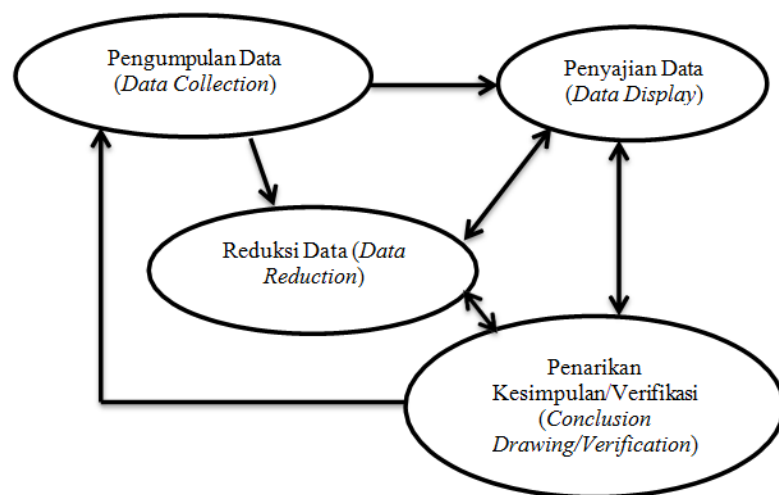 Pengumpulan Data
(Data Collection)
Penyajian Data
(Data Display)
Reduksi Data (Data
Reduction)
Penarikan
Kesimpulan/Verifikasi
(Conclusion
Drawing/Verification)